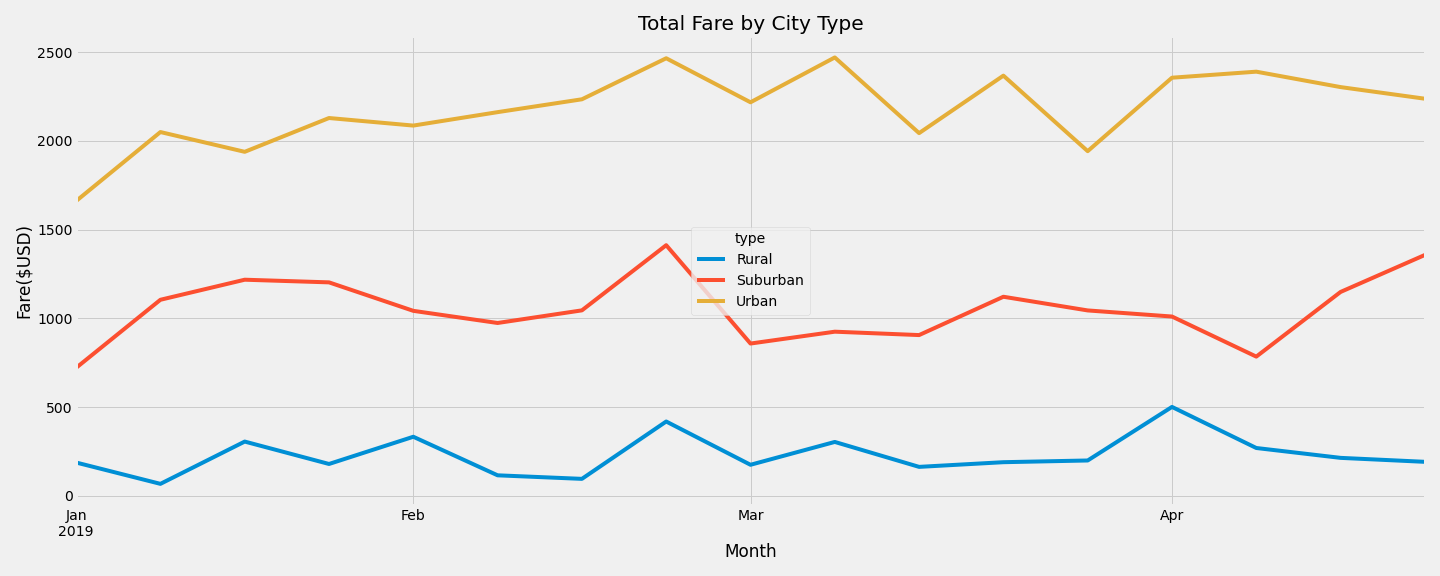 Total Fare by City Type
Fare($USD)
2500
2000
1500
1000
500
0
type
Rural
Suburban
Urban
Jan
2019
Feb
Mar
Apr
Month